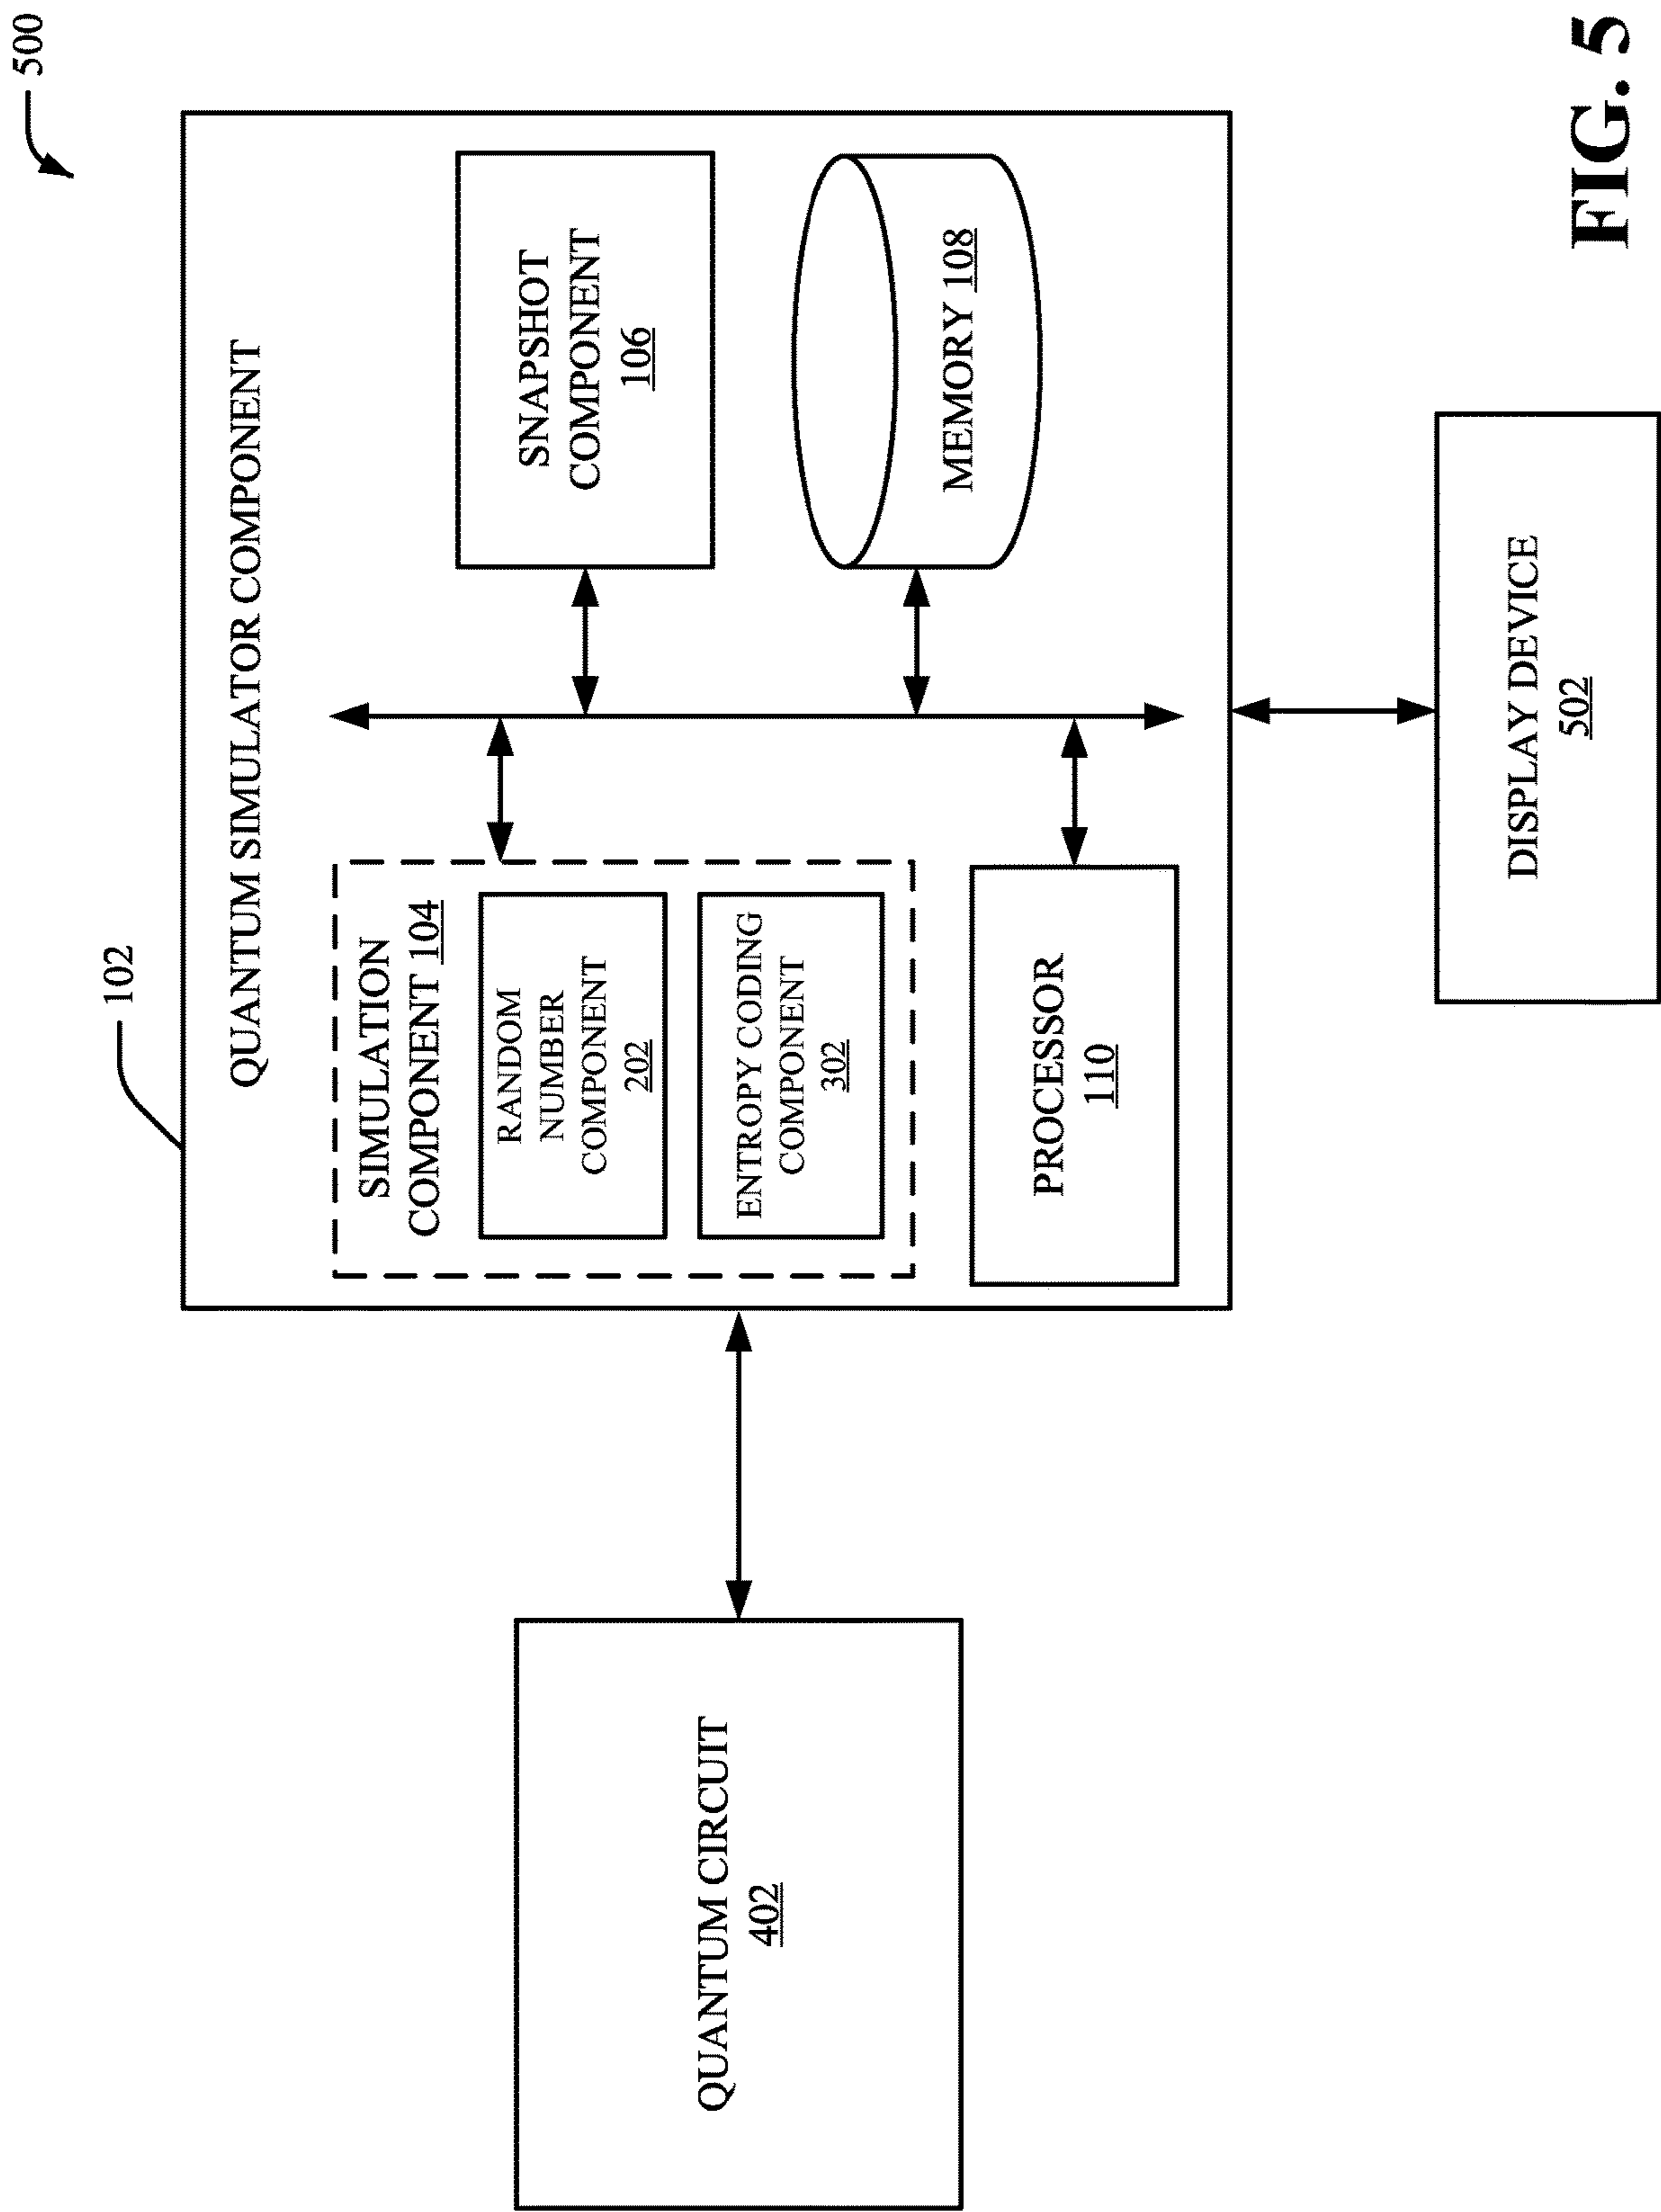 500
102
QUANTUM SIMULATOR COMPONENT
SIMULATION
COMPONENT 104
RANDOM
NUMBER
COMPONENT
202
ENTROPY CODING
COMPONENT
302
PROCESSOR
110
SNAPSHOT
COMPONENT
106
MEMORY 108
QUANTUM CIRCUIT
402
DISPLAY DEVICE
502
FIG. 5